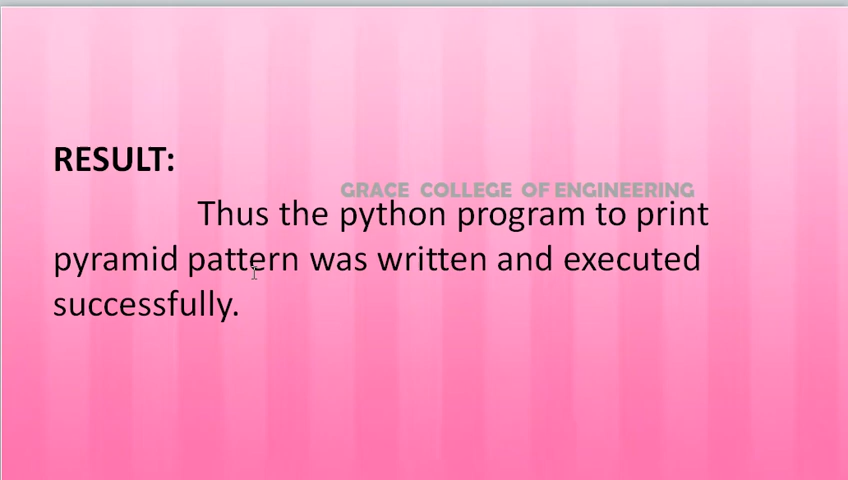 RESULT:
GRACE COLLEGE OF ENGINEERING
Thus the python program to print
pyramid pattern was written and executed
successfully.